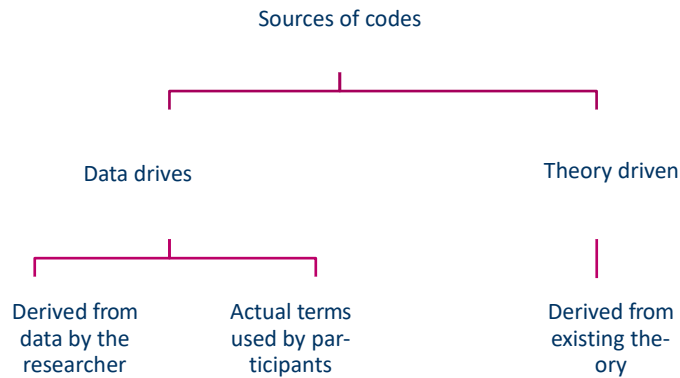 Sources of codes
Data drives
Theory driven
Derived from
data by the
researcher
Actual terms
used by par-
ticipants
Derived from
existing the-
ory